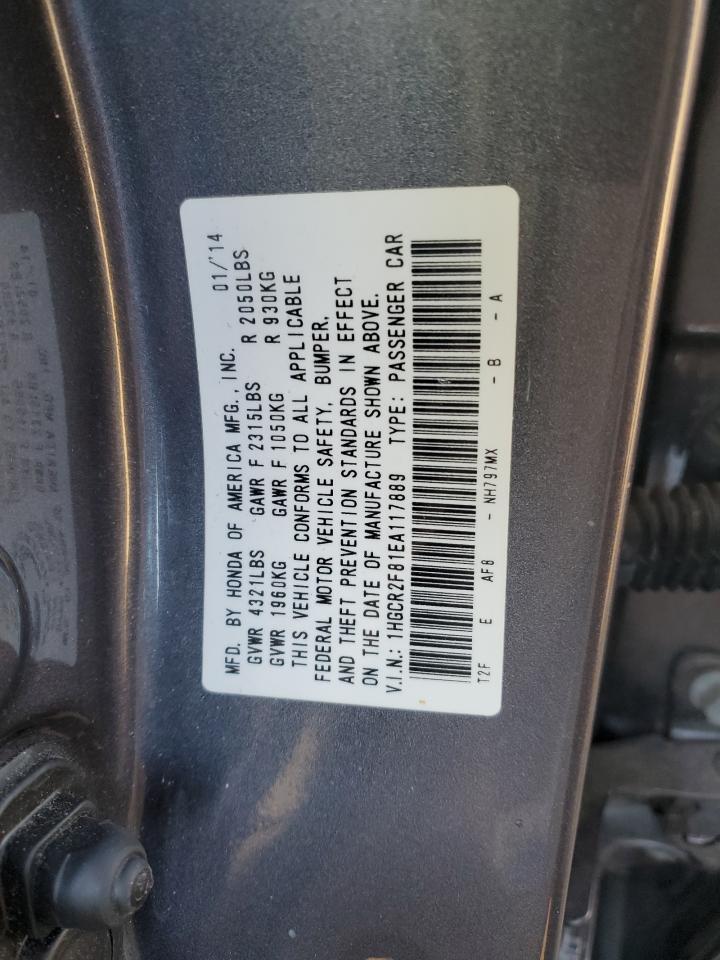 MFD. BY HONDA OF AMERICA MFG., INC. 01/'14
GVWR 4321LBS GAWR F 2315LBS R 2050LBS
GVWR 1960KG GAWR F 1050KG R 930KG
THIS VEHICLE CONFORMS TO ALL APPLICABLE
FEDERAL MOTOR VEHICLE SAFETY, BUMPER,
AND THEFT PREVENTION STANDARDS IN EFFECT
ON THE DATE OF MANUFACTURE SHOWN ABOVE.
V.I.N.: 1HGCR2F81EA117889 TYPE: PASSENGER CAR
T2F E AF8 - NH797MX - B - A